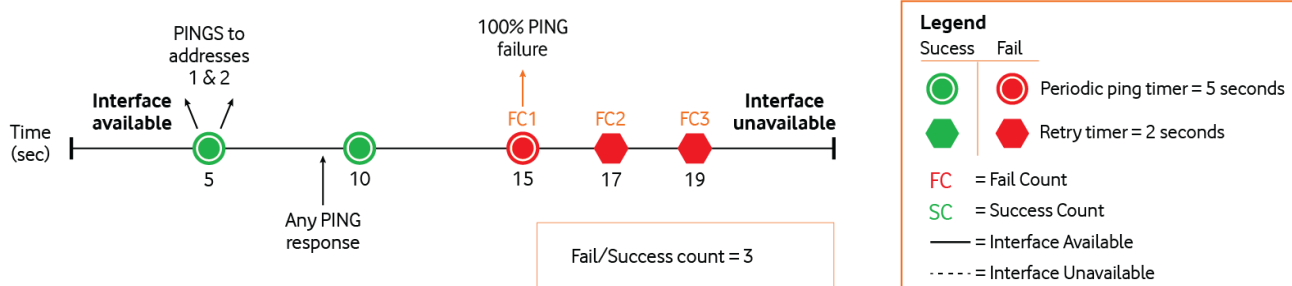 PINGS to
addresses
1 & 2
100% PING
failure
Interface
available
FC1
FC2
FC3
Interface
unavailable
Time
(sec)
5
10
15
17
19
Any PING
response
Fail/Success count = 3
Legend
Sucess Fail
Periodic ping timer = 5 seconds
Retry timer = 2 seconds
FC = Fail Count
SC = Success Count
= Interface Available
= Interface Unavailable